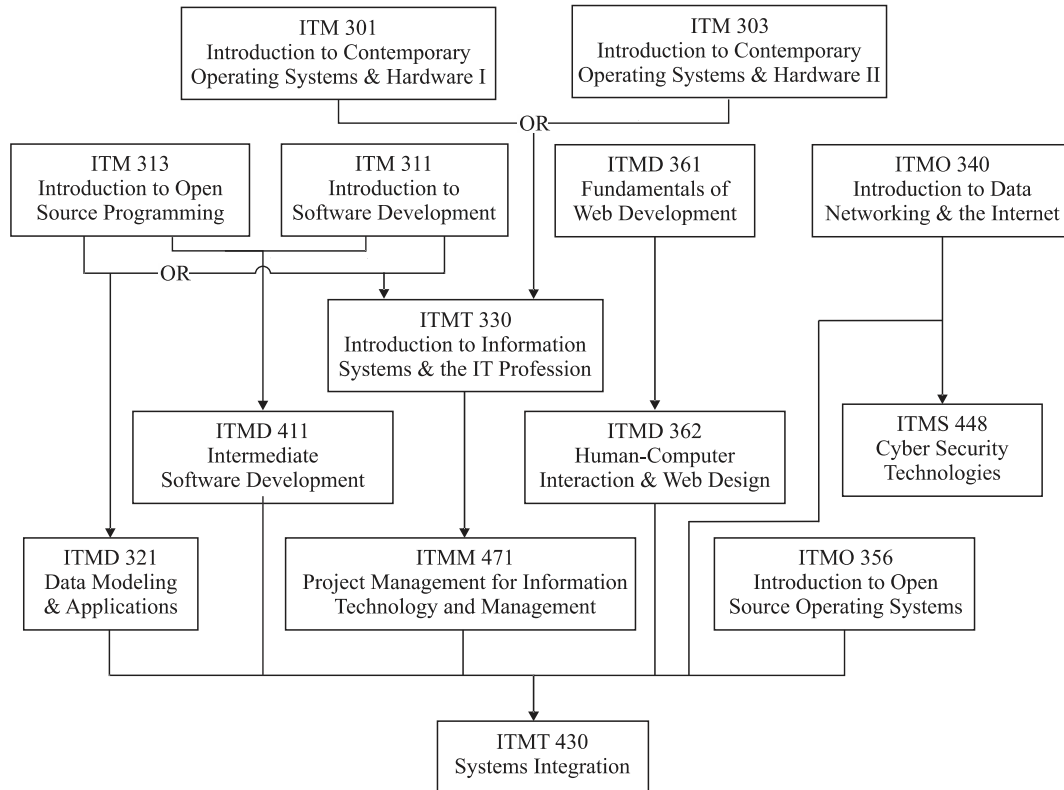 ITM 301
Introduction to Contemporary
Operating Systems & Hardware I
ITM 303
Introduction to Contemporary
Operating Systems & Hardware II
OR
ITM 313
Introduction to Open
Source Programming
ITM 311
Introduction to
Software Development
ITMD 361
Fundamentals of
Web Development
ITMO 340
Introduction to Data
Networking & the Internet
OR
ITMT 330
Introduction to Information
Systems & the IT Profession
ITMD 411
Intermediate
Software Development
ITMD 362
Human-Computer
Interaction & Web Design
ITMS 448
Cyber Security
Technologies
ITMD 321
Data Modeling
& Applications
ITMM 471
Project Management for Information
Technology and Management
ITMO 356
Introduction to Open
Source Operating Systems
ITMT 430
Systems Integration